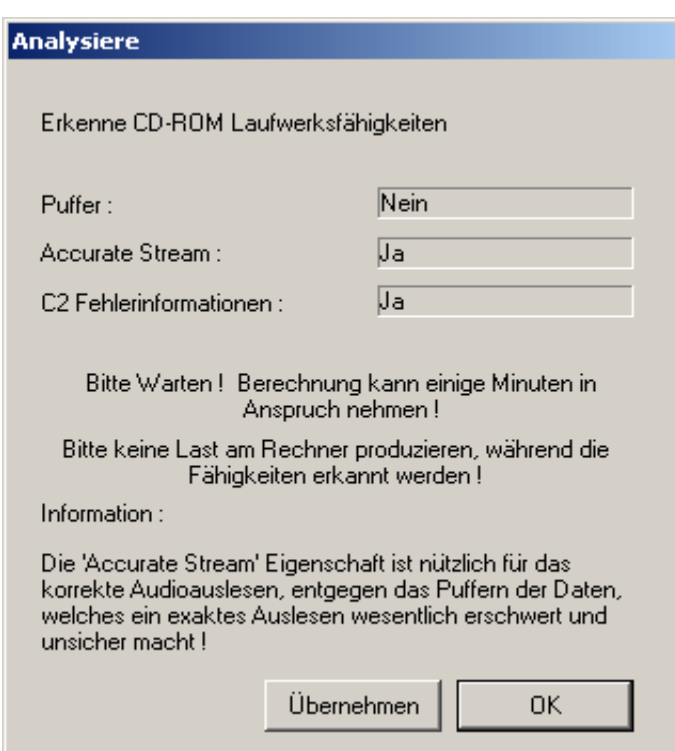 Analysiere
Erkenne CD-ROM Laufwerksfähigkeiten
Puffer : Nein
Accurate Stream : Ja
C2 Fehlerinformationen : Ja
Bitte Warten !  Berechnung kann einige Minuten in
Anspruch nehmen !
Bitte keine Last am Rechner produzieren, während die
Fähigkeiten erkannt werden !
Information :
Die 'Accurate Stream' Eigenschaft ist nützlich für das
korrekte Audioauslesen, entgegen das Puffern der Daten,
welches ein exaktes Auslesen wesentlich erschwert und
unsicher macht !
Übernehmen OK